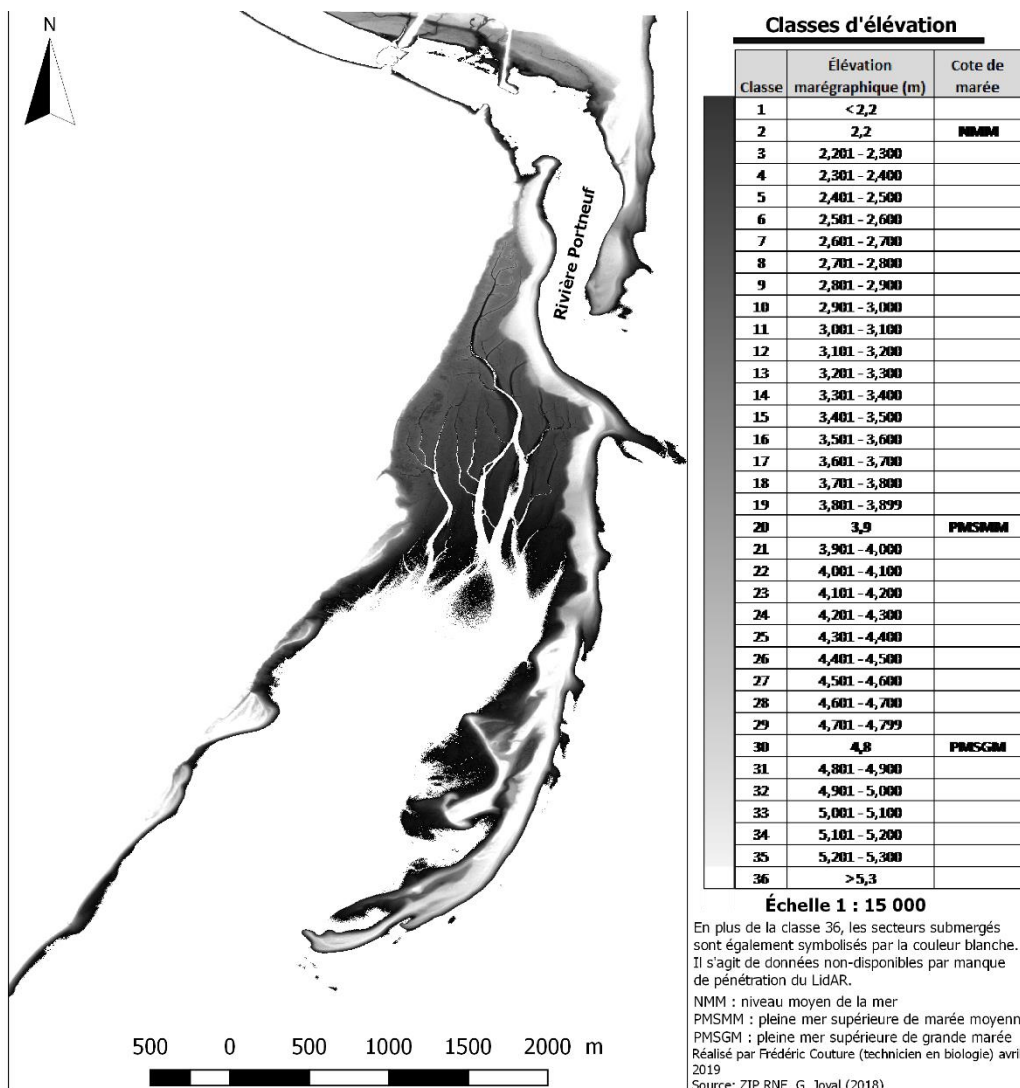 N
Rivière Portneuf
500 0 500 1000 1500 2000 m
Classes d'élévation
Classe Élévation marégraphique (m) Cote de marée
1 <2,2
2 2,2 NMM
3 2,201 - 2,300
4 2,301 - 2,400
5 2,401 - 2,500
6 2,501 - 2,600
7 2,601 - 2,700
8 2,701 - 2,800
9 2,801 - 2,900
10 2,901 - 3,000
11 3,001 - 3,100
12 3,101 - 3,200
13 3,201 - 3,300
14 3,301 - 3,400
15 3,401 - 3,500
16 3,501 - 3,600
17 3,601 - 3,700
18 3,701 - 3,800
19 3,801 - 3,899
20 3,9 PMSMM
21 3,901 - 4,000
22 4,001 - 4,100
23 4,101 - 4,200
24 4,201 - 4,300
25 4,301 - 4,400
26 4,401 - 4,500
27 4,501 - 4,600
28 4,601 - 4,700
29 4,701 - 4,799
30 4,8 PMSGM
31 4,801 - 4,900
32 4,901 - 5,000
33 5,001 - 5,100
34 5,101 - 5,200
35 5,201 - 5,300
36 >5,3
Échelle 1 : 15 000
En plus de la classe 36, les secteurs submergés
sont également symbolisés par la couleur blanche.
Il s'agit de données non-disponibles par manque
de pénétration du LidAR.
NMM : niveau moyen de la mer
PMSMM : pleine mer supérieure de marée moyenn
PMSGM : pleine mer supérieure de grande marée
Réalisé par Frédéric Couture (technicien en biologie) avri
2019
Source: ZIP RNE, G. Joyal (2018)